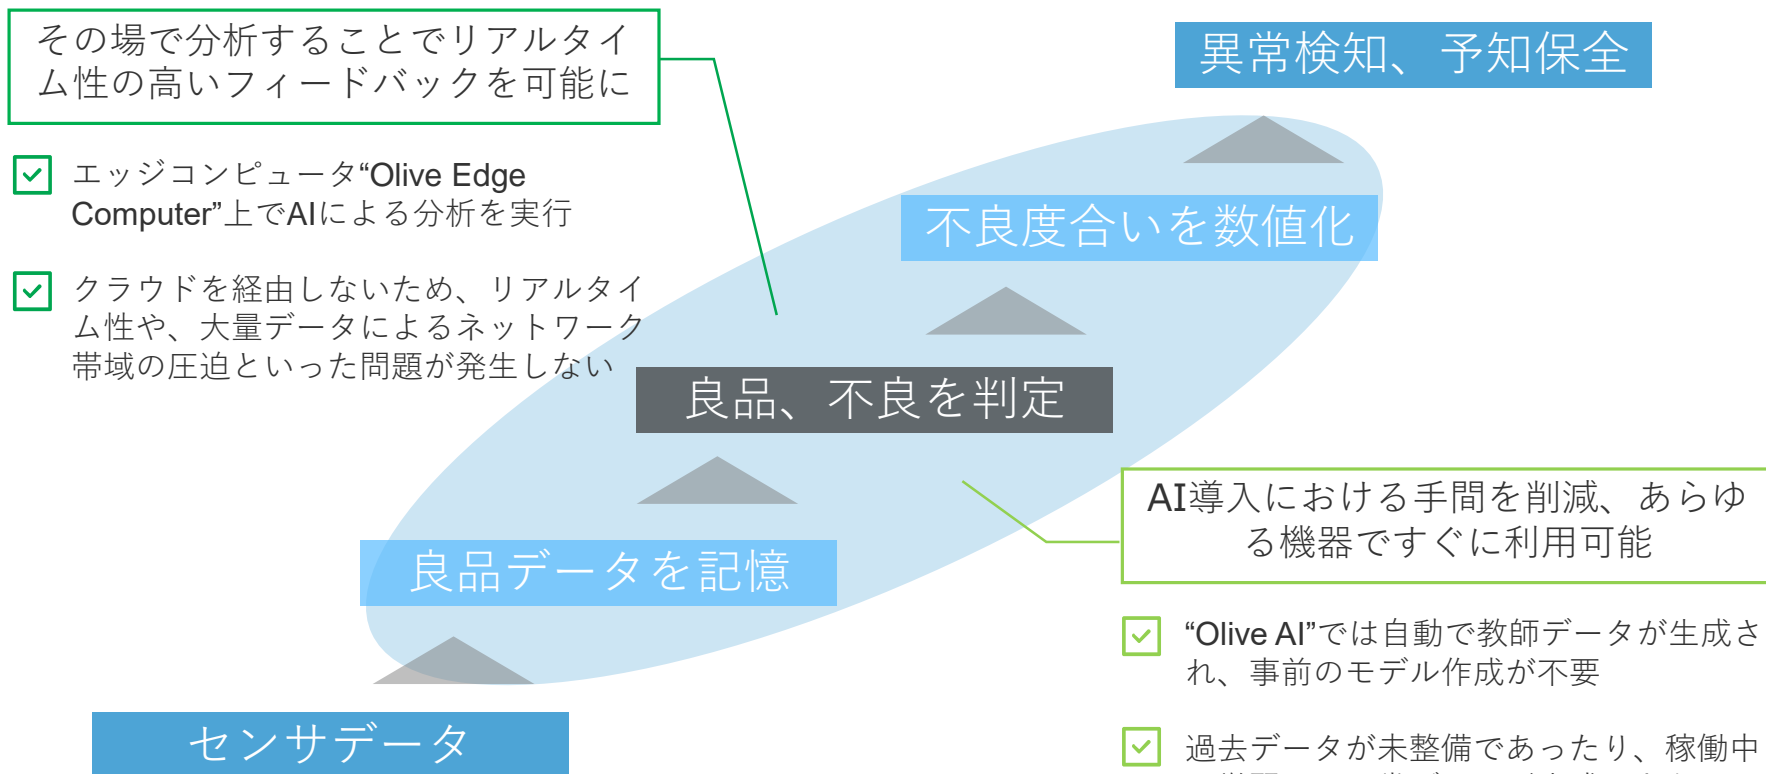 その場で分析することでリアルタイ
ム性の高いフィードバックを可能に
エッジコンピュータ“Olive Edge
Computer”上でAIによる分析を実行
クラウドを経由しないため、リアルタイ
ム性や、大量データによるネットワーク
帯域の圧迫といった問題が発生しない
異常検知、予知保全
不良度合いを数値化
良品、不良を判定
良品データを記憶
センサデータ
AI導入における手間を削減、あらゆ
る機器ですぐに利用可能
“Olive AI”では自動で教師データが生成さ
れ、事前のモデル作成が不要
過去データが未整備であったり、稼働中